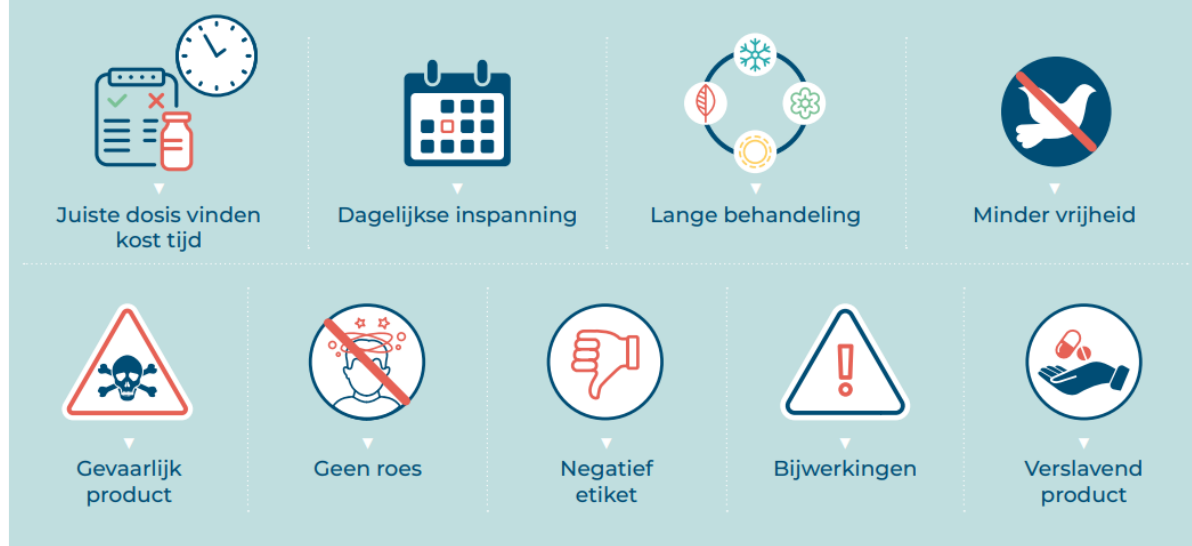 Juiste dosis vinden
kost tijd
Dagelijkse inspanning
Lange behandeling
Minder vrijheid
Gevaarlijk
product
Geen roes
Negatief
etiket
Bijwerkingen
Verslavend
product